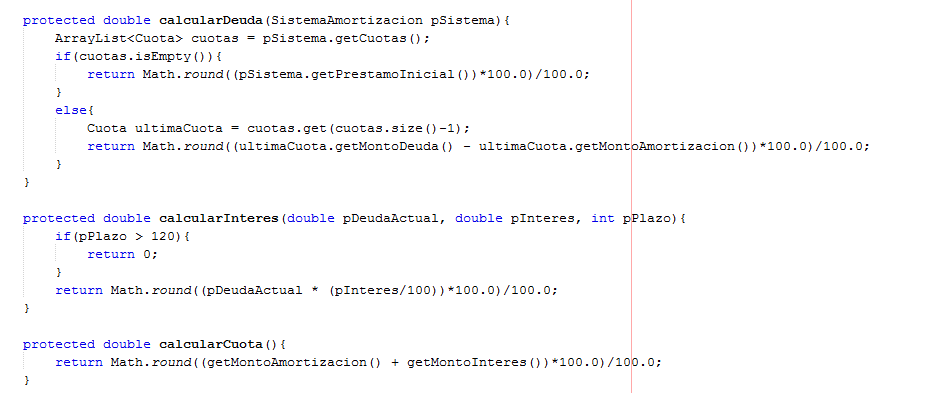 protected double calcularDeuda(SistemaAmortizacion pSistema){
    ArrayList<Cuota> cuotas = pSistema.getCuotas();
    if(cuotas.isEmpty()){
        return Math.round((pSistema.getPrestamoInicial())*100.0)/100.0;
    }
    else{
        Cuota ultimaCuota = cuotas.get(cuotas.size()-1);
        return Math.round((ultimaCuota.getMontoDeuda() - ultimaCuota.getMontoAmortizacion())*100.0)/100.0;
    }
}
protected double calcularInteres(double pDeudaActual, double pInteres, int pPlazo){
    if(pPlazo > 120){
        return 0;
    }
    return Math.round((pDeudaActual * (pInteres/100))*100.0)/100.0;
}
protected double calcularCuota(){
    return Math.round((getMontoAmortizacion() + getMontoInteres())*100.0)/100.0;
}